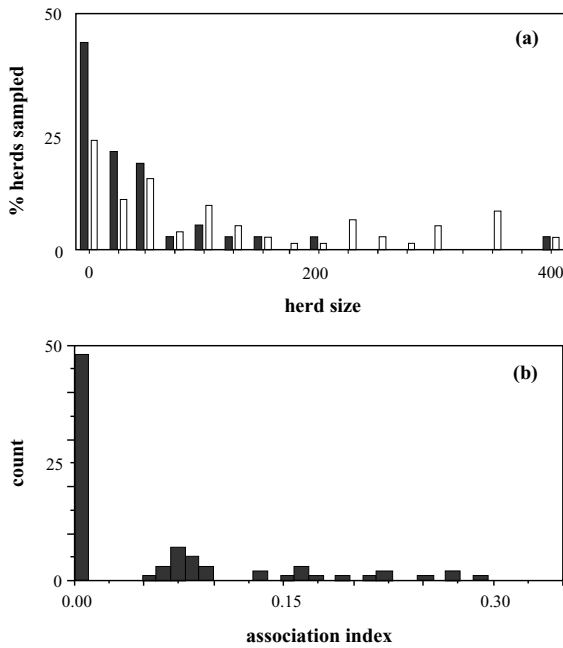 50
(a)
% herds sampled
25
0
0 200 400
herd size
50
(b)
count
25
0
0.00 0.15 0.30
association index